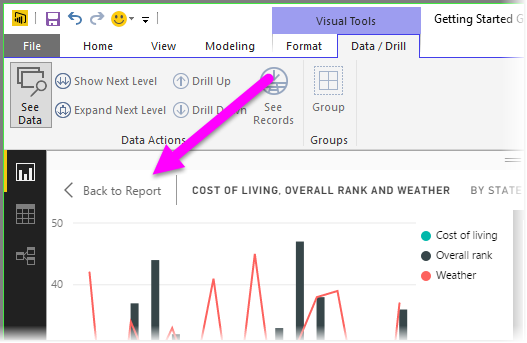 Visual Tools
Getting Started G
File Home View Modeling Format Data / Drill
See Data
Show Next Level
Expand Next Level
Drill Up
Drill Down
See Records
Group
Data Actions
Groups
Back to Report
COST OF LIVING, OVERALL RANK AND WEATHER
BY STATE
50
40
Cost of living
Overall rank
Weather